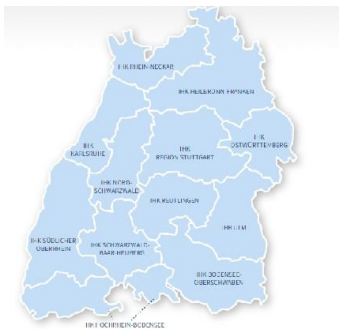 IHK RHEIN-NECKAR
IHK HEILBRONN-FRANKEN
IHK
KARLSRUHE
IHK
REGION STUTTGART
IHK
OSTWÜRTTEMBERG
IHK NORD-
SCHWARZWALD
IHK REUTLINGEN
IHK ULM
IHK SÜDLICHER
OBERRHEIN
IHK SCHWARZWALD-
BAAR-HEUBERG
IHK BODENSEE-
OBERSCHWABEN
IHK HOCHRHEIN-BODENSEE